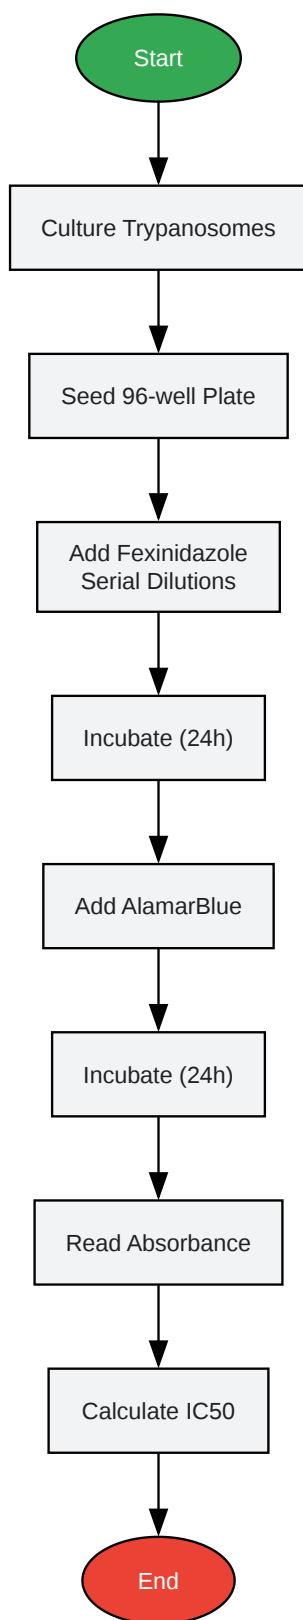 Start
Culture Trypanosomes
Seed 96-well Plate
Add Fexinidazole
Serial Dilutions
Incubate (24h)
Add AlamarBlue
Incubate (24h)
Read Absorbance
Calculate IC50
End